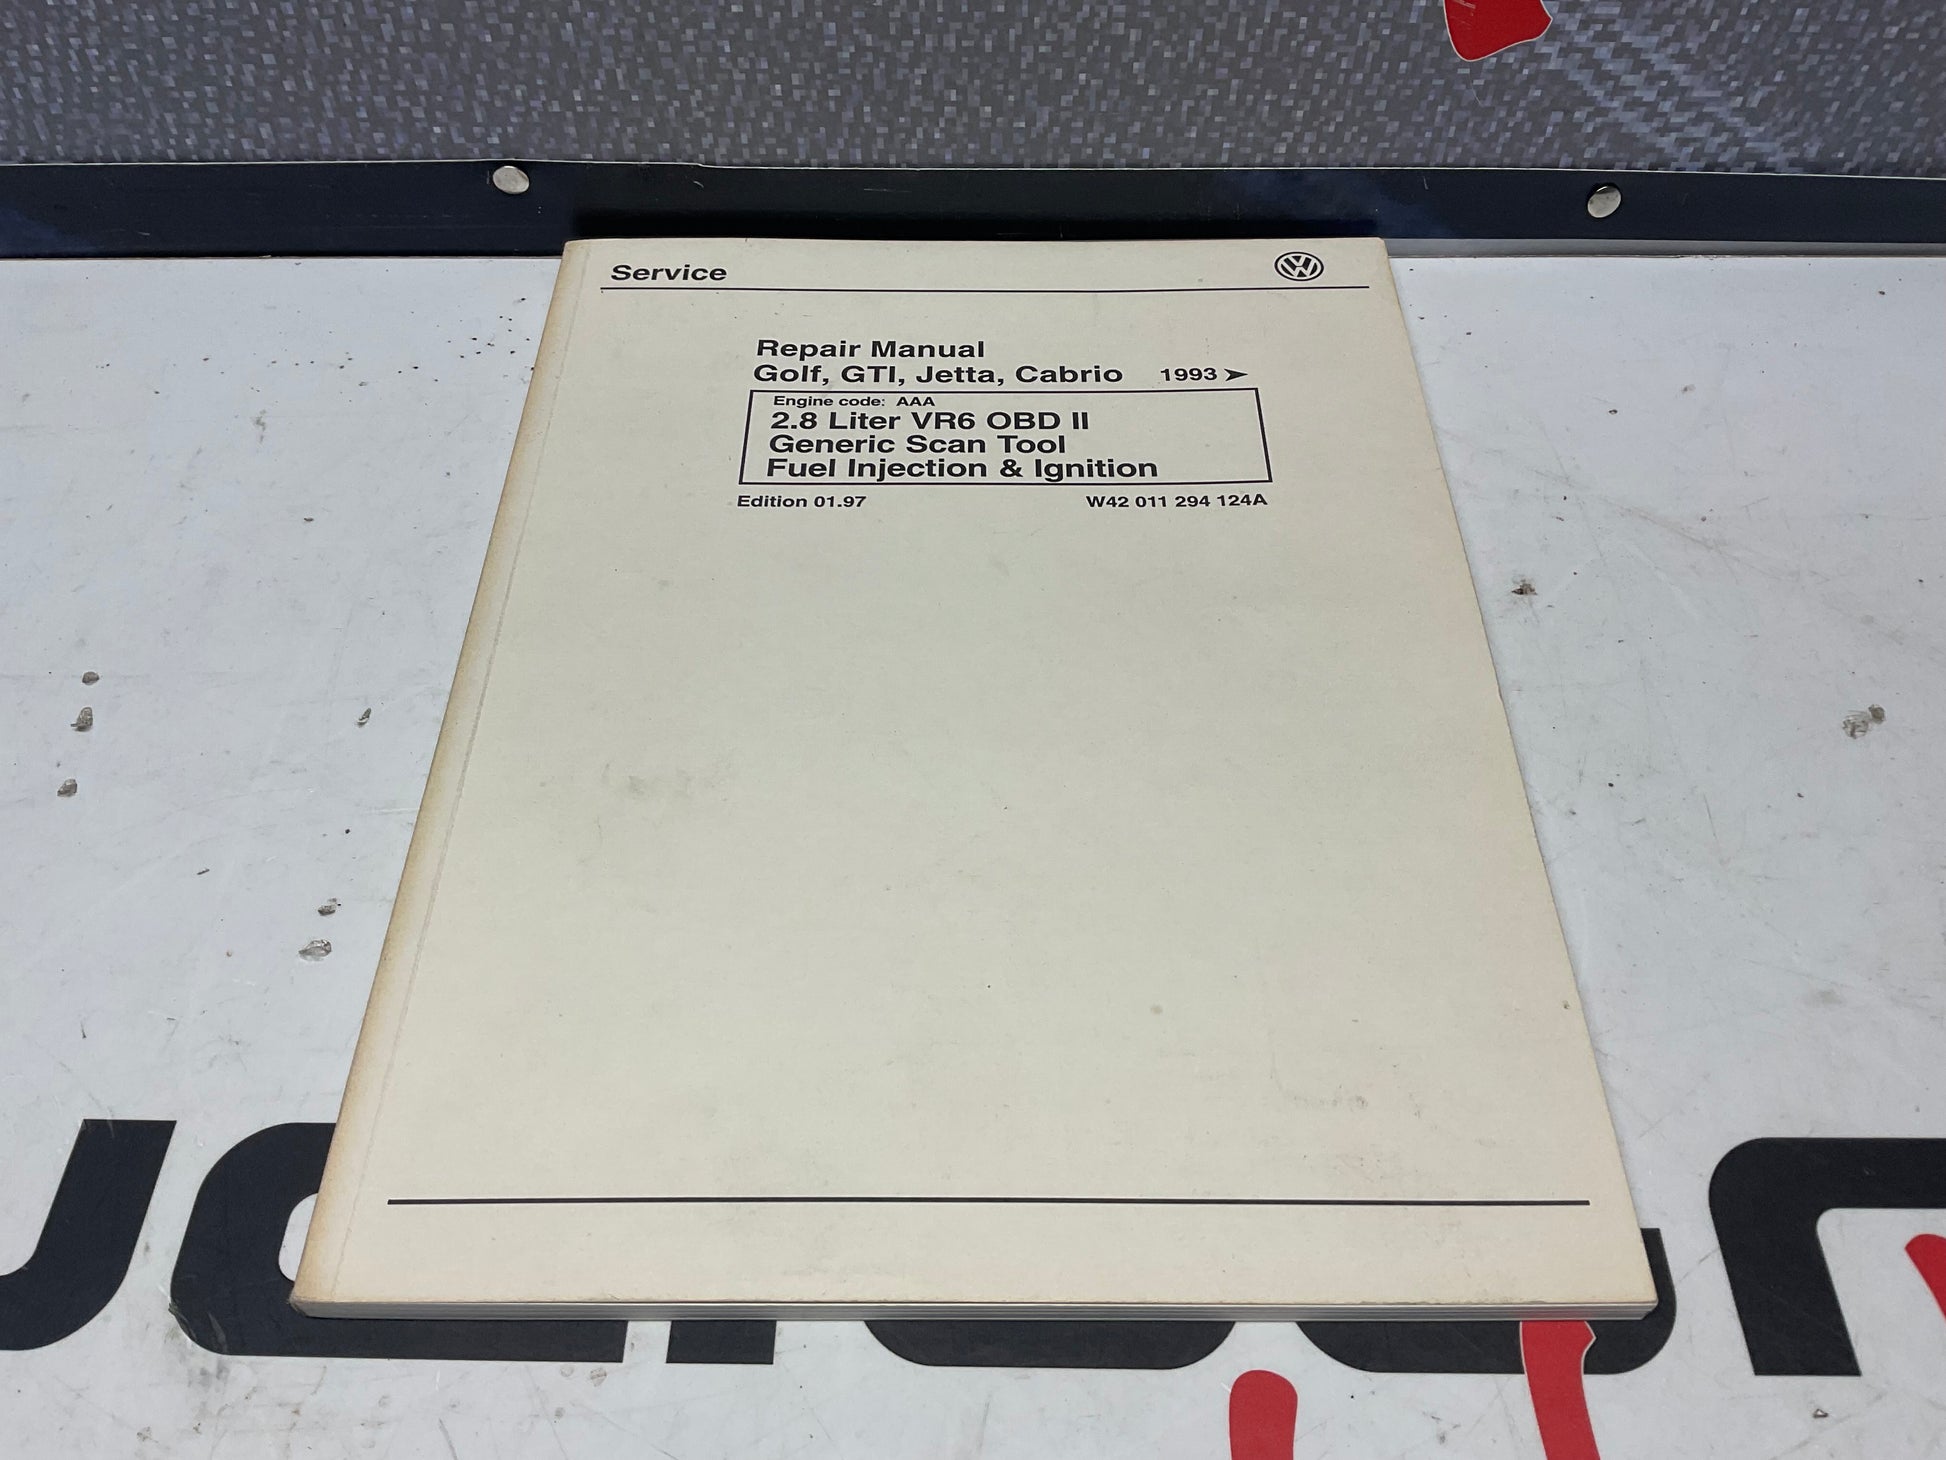 Service
Repair Manual
Golf, GTI, Jetta, Cabrio 1993 ➤
Engine code: AAA
2.8 Liter VR6 OBD II
Generic Scan Tool
Fuel Injection & Ignition
Edition 01.97 W42 011 294 124A